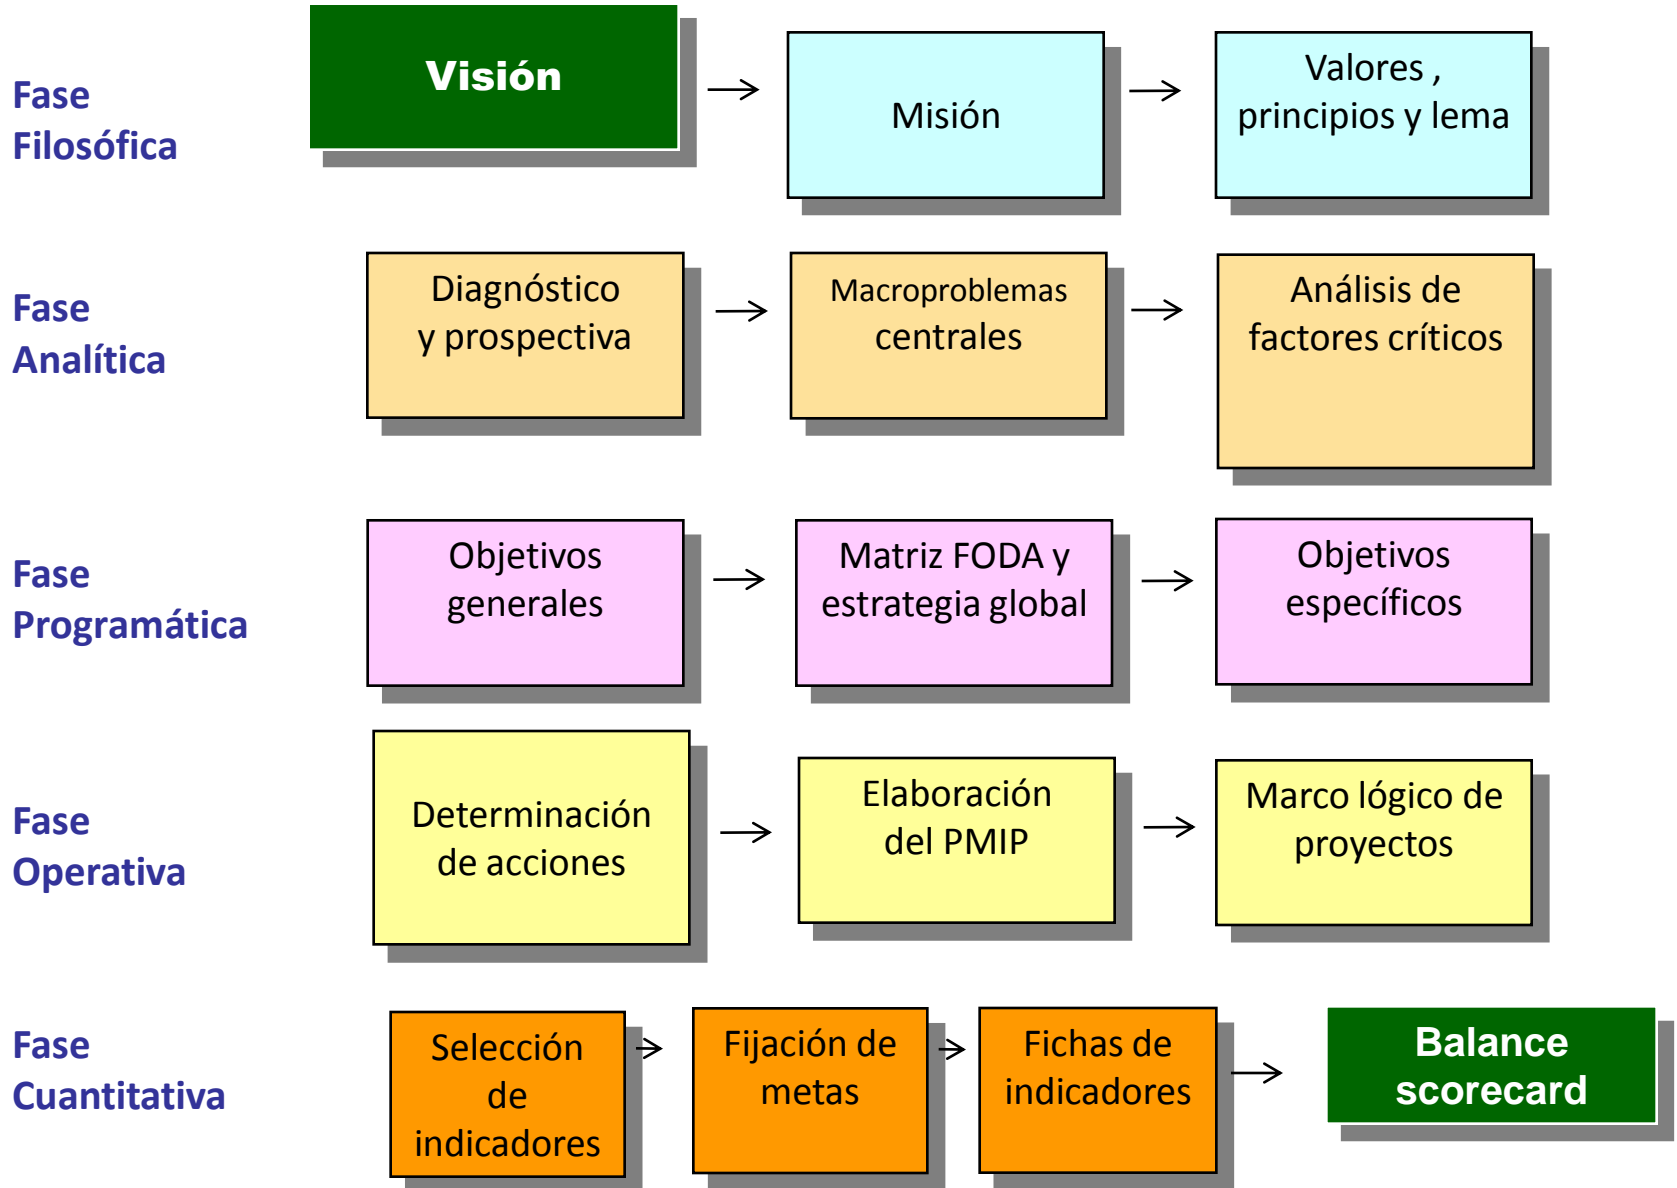 Fase
Filosófica
Visión
Misión
Valores ,
principios y lema
Fase
Analítica
Diagnóstico
y prospectiva
Macroproblemas
centrales
Análisis de
factores críticos
Fase
Programática
Objetivos
generales
Matriz FODA y
estrategia global
Objetivos
específicos
Fase
Operativa
Determinación
de acciones
Elaboración
del PMIP
Marco lógico de
proyectos
Fase
Cuantitativa
Selección
de
indicadores
Fijación de
metas
Fichas de
indicadores
Balance
scorecard